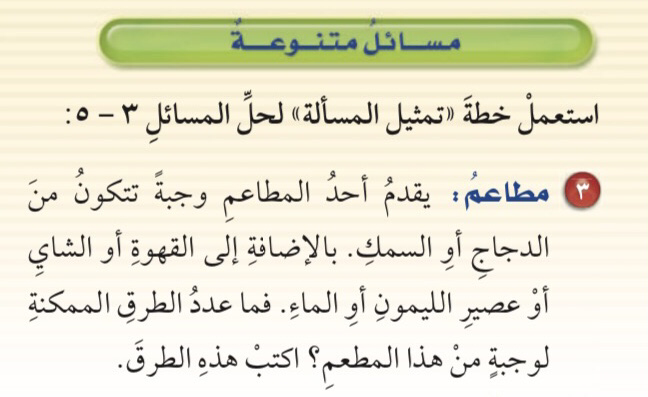 مسائلُ متنوعةٌ
استعملْ خطةَ «تمثيل المسألة» لحلِّ المسائلِ ٣ – ٥:
٣ مطاعمُ: يقدمُ أحدُ المطاعمِ وجبةً تتكونُ منَ
الدجاجِ أوِ السمكِ. بالإضافةِ إلى القهوةِ أو الشايِ
أوْ عصيرِ الليمونِ أوِ الماءِ. فما عددُ الطرقِ الممكنةِ
لوجبةٍ منْ هذا المطعمِ؟ اكتبْ هذهِ الطرقَ.